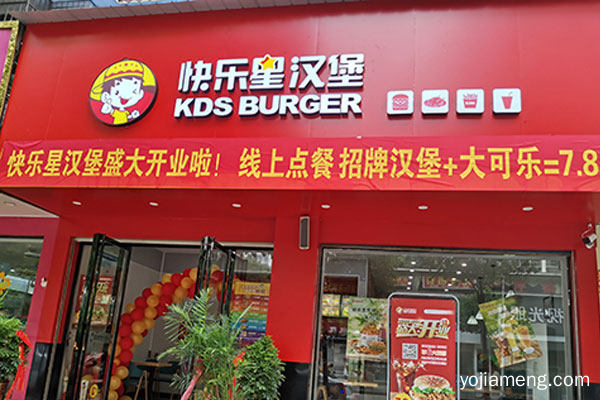 快乐星汉堡
KDS BURGER
快乐星汉堡盛大开业啦！线上点餐 招牌汉堡+大可乐=7.8
盛大开业
yojiameng.com